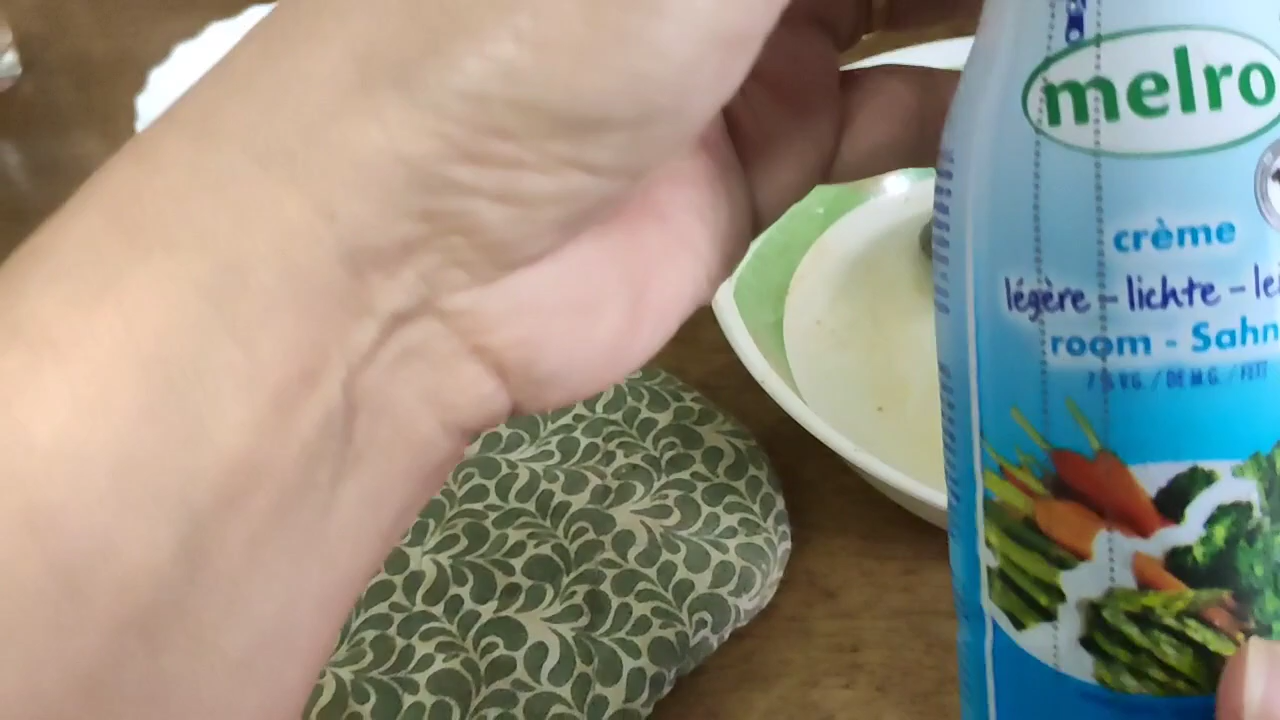 melro
crème
légère - lichte - lei
room - Sahn